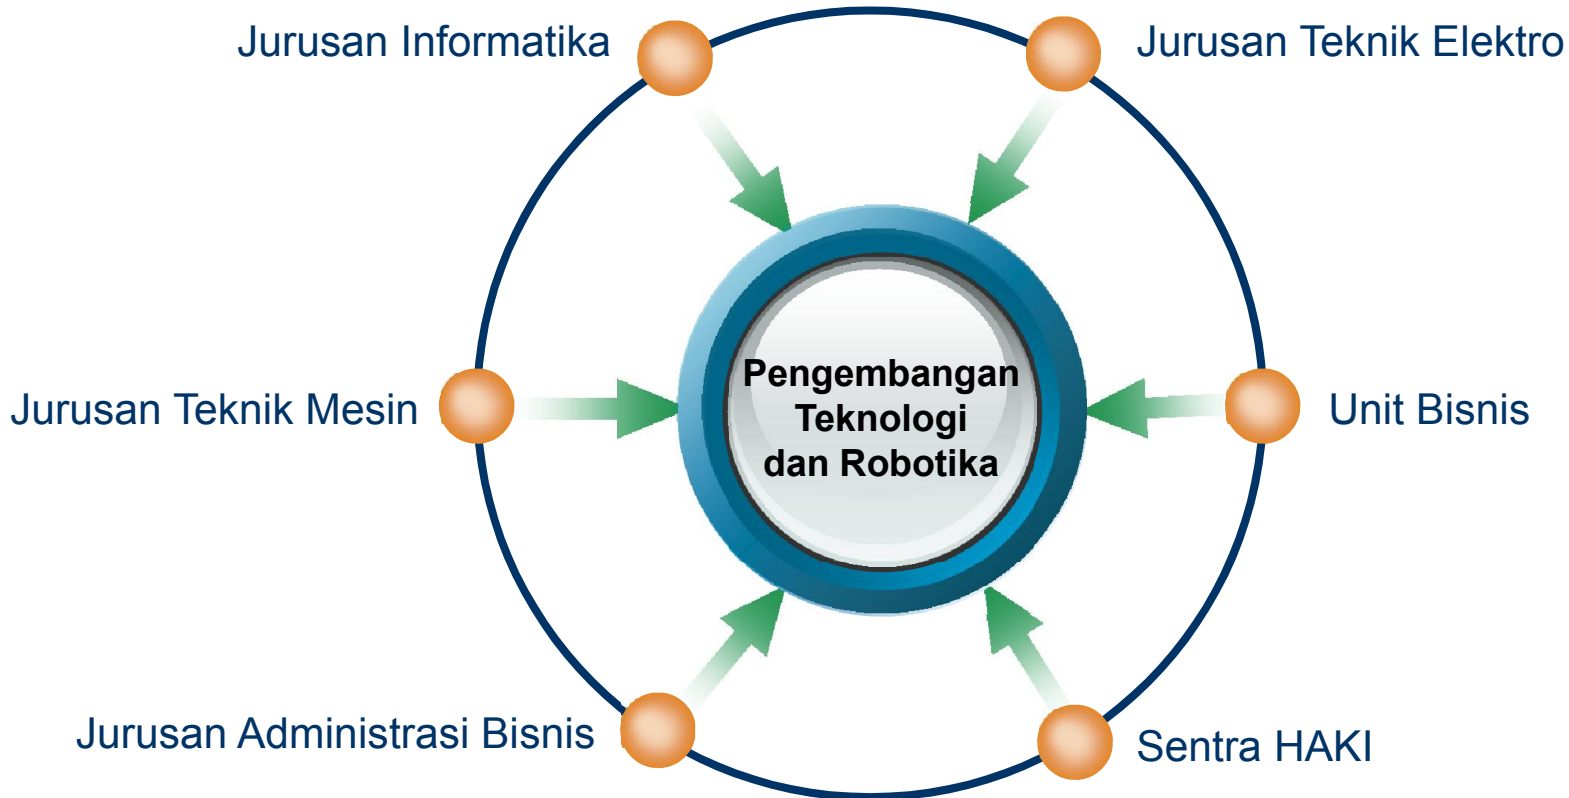 Jurusan Informatika
Jurusan Teknik Elektro
Jurusan Teknik Mesin
Pengembangan
Teknologi
dan Robotika
Unit Bisnis
Jurusan Administrasi Bisnis
Sentra HAKI